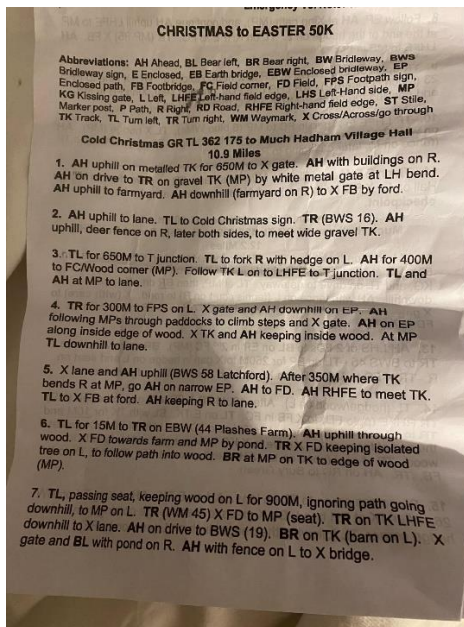 CHRISTMAS to EASTER 50K
Abbreviations: AH Ahead, BL Bear left, BR Bear right, BW Bridleway, BWS
Bridleway sign, E Enclosed, EB Earth bridge, EBW Enclosed bridleway, EP
Enclosed path, FB Footbridge, FC Field corner, FD Field, FPS Footpath sign,
KG Kissing gate, L Left, LHFE Left-hand field edge, LHS Left-Hand side, MP
Marker post, P Path, R Right, RD Road, RHFE Right-hand field edge, ST Stile,
TK Track, TL Turn left, TR Turn right, WM Waymark, X Cross/Across/go through
Cold Christmas GR TL 362 175 to Much Hadham Village Hall
10.9 Miles
1. AH uphill on metalled TK for 650M to X gate. AH with buildings on R.
AH on drive to TR on gravel TK (MP) by white metal gate at LH bend.
AH uphill to farmyard. AH downhill (farmyard on R) to X FB by ford.
2. AH uphill to lane. TL to Cold Christmas sign. TR (BWS 16). AH
uphill, deer fence on R, later both sides, to meet wide gravel TK.
3. TL for 650M to T junction. TL to fork R with hedge on L. AH for 400M
to FC/Wood corner (MP). Follow TK L on to LHFE to T junction. TL and
AH at MP to lane.
4. TR for 300M to FPS on L. X gate and AH downhill on EP. AH
following MPs through paddocks to climb steps and X gate. AH on EP
along inside edge of wood. X TK and AH keeping inside wood. At MP
TL downhill to lane.
5. X lane and AH uphill (BWS 58 Latchford). After 350M where TK
bends R at MP, go AH on narrow EP. AH to FD. AH RHFE to meet TK.
TL to X FB at ford. AH keeping R to lane.
6. TL for 15M to TR on EBW (44 Plashes Farm). AH uphill through
wood. X FD towards farm and MP by pond. TR X FD keeping isolated
tree on L, to follow path into wood. BR at MP on TK to edge of wood
(MP).
7. TL, passing seat, keeping wood on L for 900M, ignoring path going
downhill, to MP on L. TR (WM 45) X FD to MP (seat). TR on TK LHFE
downhill to X lane. AH on drive to BWS (19). BR on TK (barn on L). X
gate and BL with pond on R. AH with fence on L to X bridge.